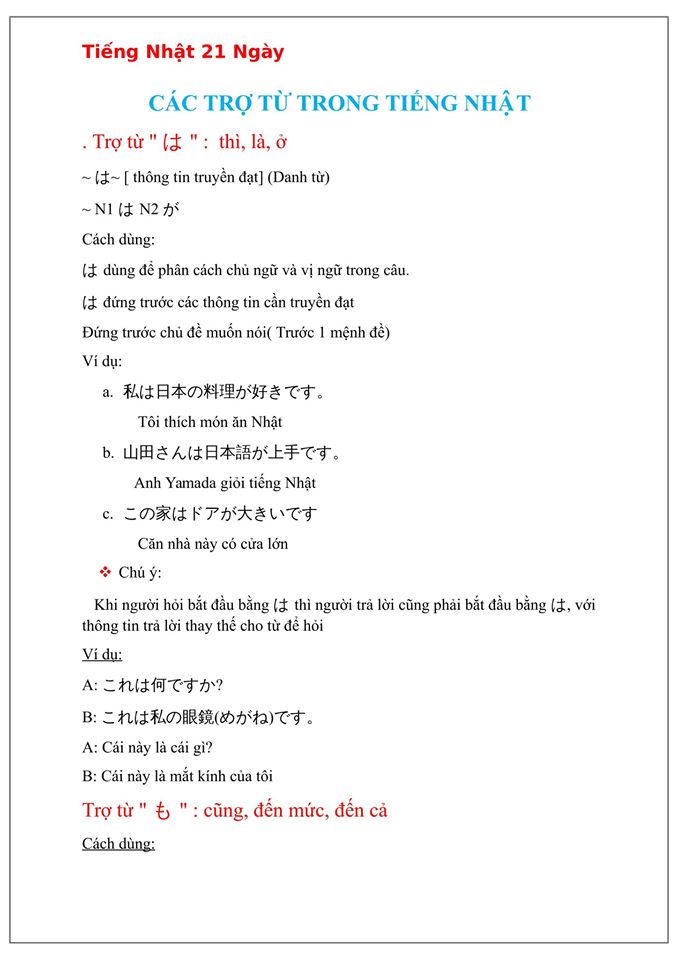 Tiếng Nhật 21 Ngày
CÁC TRỢ TỪ TRONG TIẾNG NHẬT
. Trợ từ " は " :  thì, là, ở
~ は~ [ thông tin truyền đạt] (Danh từ)
~ N1 は N2 が
Cách dùng:
は dùng để phân cách chủ ngữ và vị ngữ trong câu.
は đứng trước các thông tin cần truyền đạt
Đứng trước chủ đề muốn nói( Trước 1 mệnh đề)
Ví dụ:
a. 私は日本の料理が好きです。
Tôi thích món ăn Nhật
b. 山田さんは日本語が上手です。
Anh Yamada giỏi tiếng Nhật
c. この家はドアが大きいです
Căn nhà này có cửa lớn
❖ Chú ý:
Khi người hỏi bắt đầu bằng は thì người trả lời cũng phải bắt đầu bằng は, với
thông tin trả lời thay thế cho từ để hỏi
Ví dụ:
A: これは何ですか?
B: これは私の眼鏡(めがね)です。
A: Cái này là cái gì?
B: Cái này là mắt kính của tôi
Trợ từ " も " : cũng, đến mức, đến cả
Cách dùng: